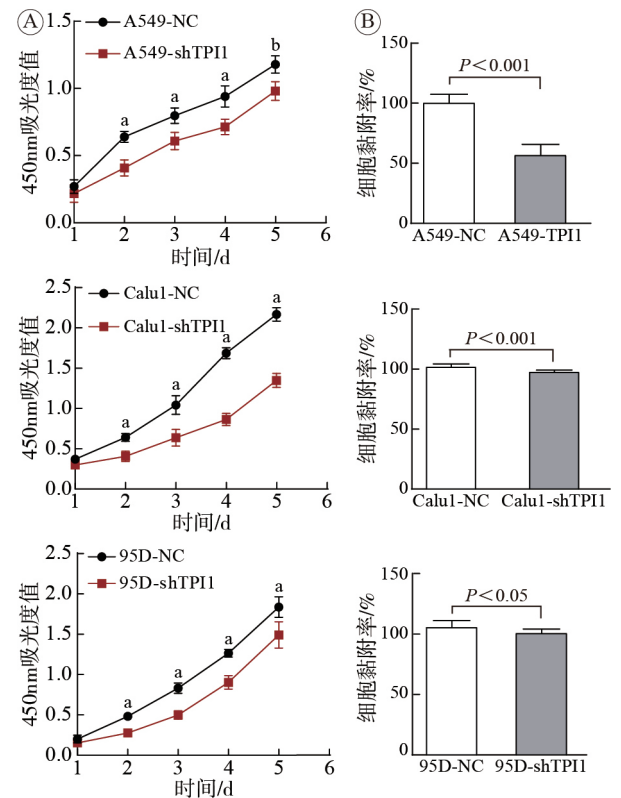 A
A549-NC
A549-shTPI1
450nm吸光度值
1.5
1.0
0.5
0.0
a
a
a
b
1
2
3
4
5
6
时间/d
Calu1-NC
Calu1-shTPI1
450nm吸光度值
2.5
2.0
1.5
1.0
0.5
0.0
a
a
a
a
1
2
3
4
5
6
时间/d
95D-NC
95D-shTPI1
450nm吸光度值
2.5
2.0
1.5
1.0
0.5
0.0
a
a
a
a
1
2
3
4
5
6
时间/d
B
细胞黏附率/%
150
100
50
0
P＜0.001
A549-NC
A549-TPI1
细胞黏附率/%
150
100
50
0
P＜0.001
Calu1-NC
Calu1-shTPI1
细胞黏附率/%
150
100
50
0
P＜0.05
95D-NC
95D-shTPI1